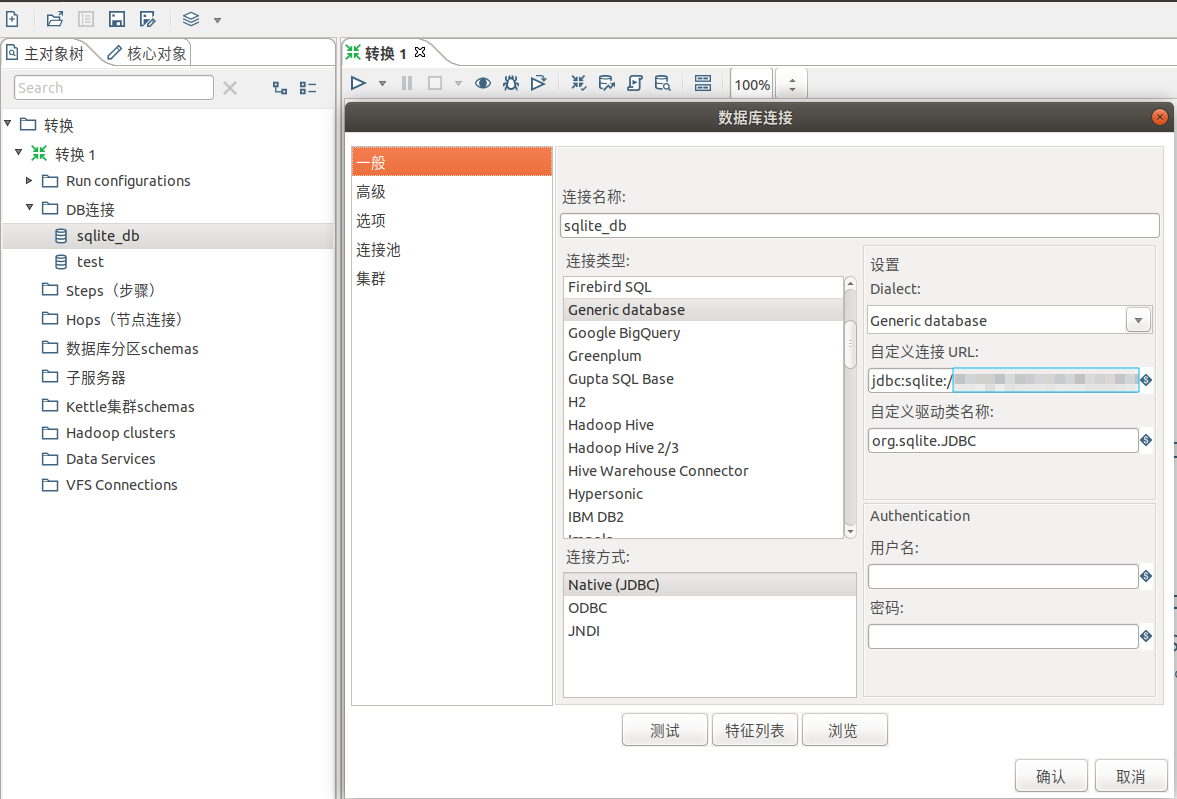 主对象树
核心对象
转换 1
Search
100%
转换
转换 1
Run configurations
DB连接
sqlite_db
test
Steps（步骤）
Hops（节点连接）
数据库分区schemas
子服务器
Kettle集群schemas
Hadoop clusters
Data Services
VFS Connections
数据库连接
一般
高级
选项
连接池
集群
连接名称:
sqlite_db
连接类型:
Firebird SQL
Generic database
Google BigQuery
Greenplum
Gupta SQL Base
H2
Hadoop Hive
Hadoop Hive 2/3
Hive Warehouse Connector
Hypersonic
IBM DB2
Impala
连接方式:
Native (JDBC)
ODBC
JNDI
设置
Dialect:
Generic database
自定义连接 URL:
jdbc:sqlite:/
自定义驱动类名称:
org.sqlite.JDBC
Authentication
用户名:
密码:
测试
特征列表
浏览
确认
取消